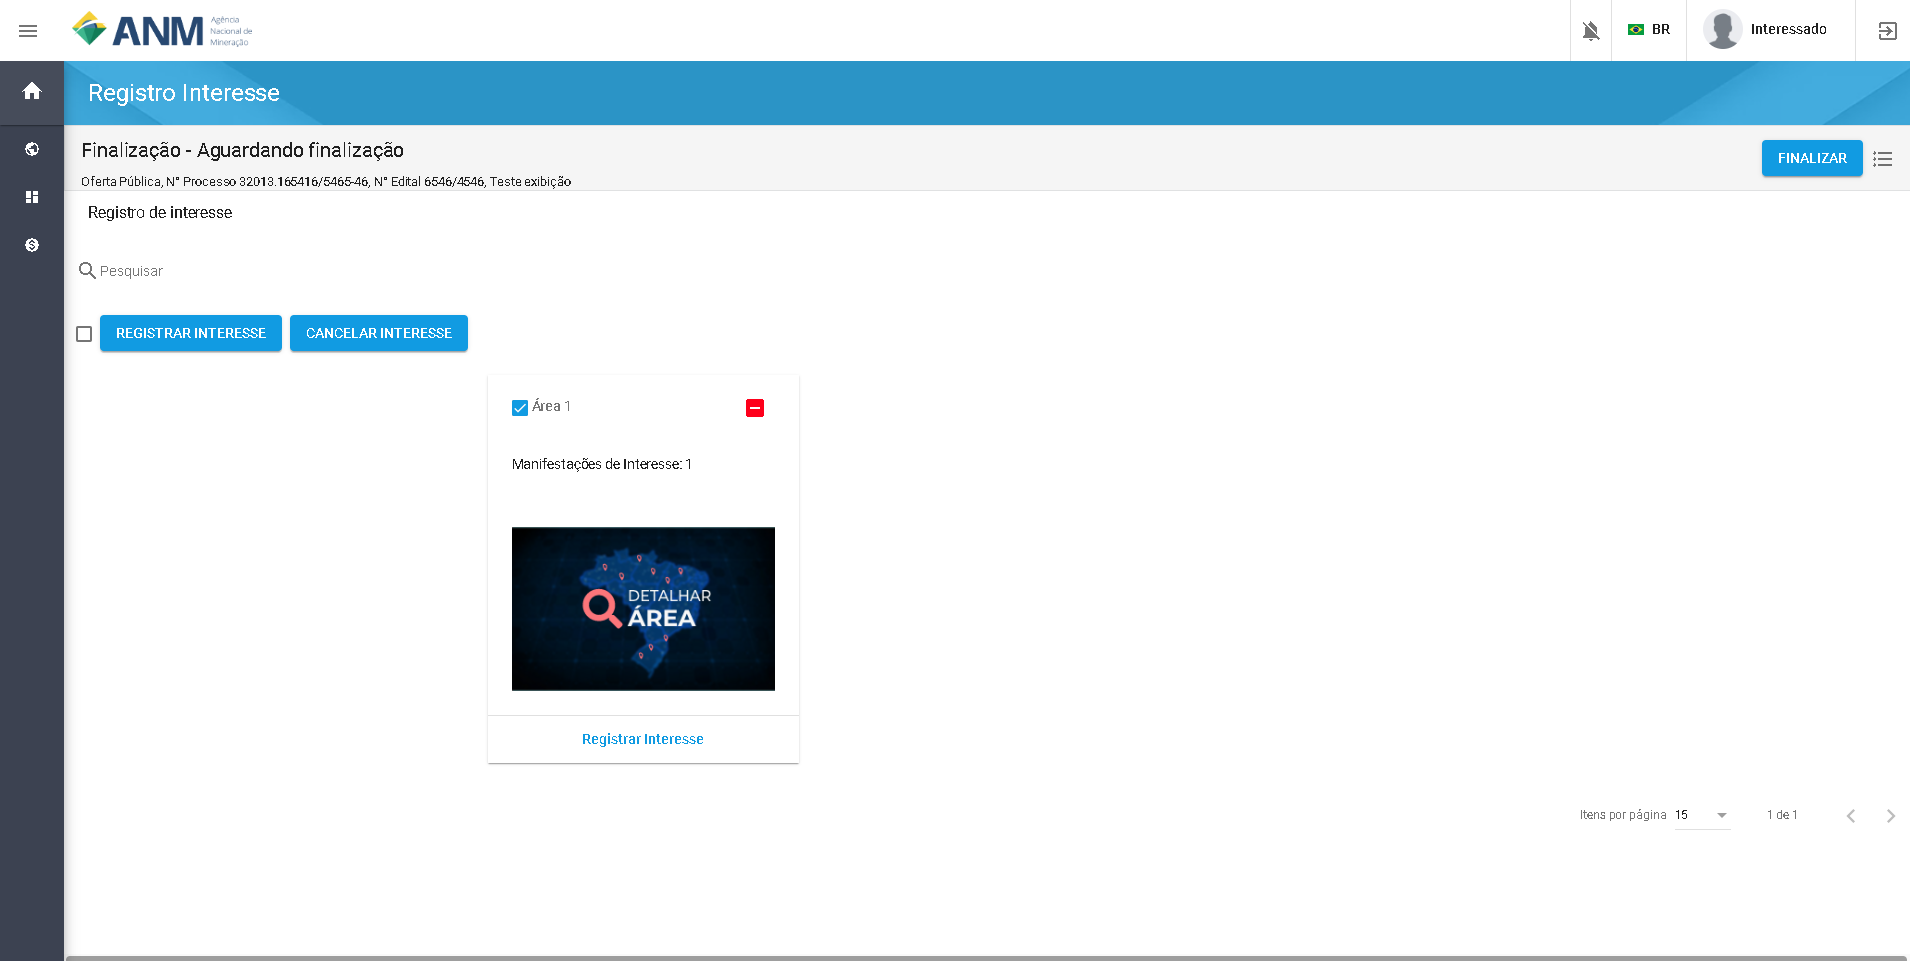 ANM Agência
Nacional de
Mineração
BR
Interessado
Registro Interesse
Finalização - Aguardando finalização
FINALIZAR
Oferta Pública, N° Processo 32013.165416/5465-46, N° Edital 6546/4546, Teste exibição
Registro de interesse
Pesquisar
REGISTRAR INTERESSE
CANCELAR INTERESSE
Área 1
Manifestações de Interesse: 1
DETALHAR
ÁREA
Registrar Interesse
Itens por página 15 1 de 1